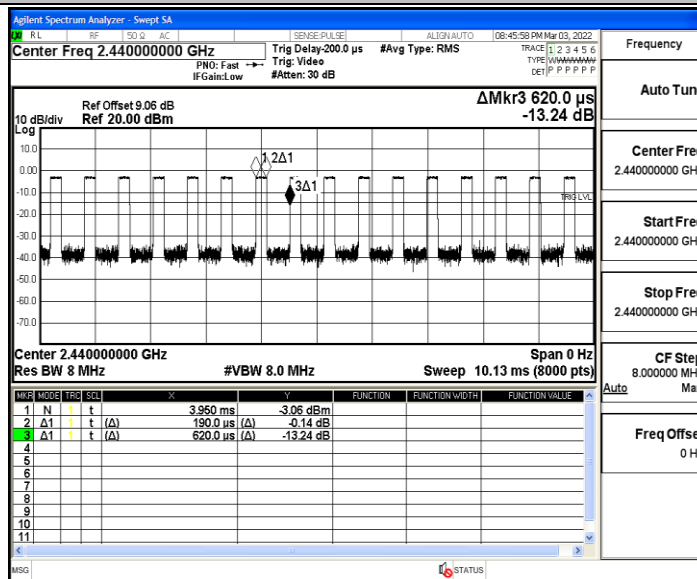 Agilent Spectrum Analyzer - Swept SA
RL RF 50 Ω AC SENSE:PULSE ALIGN AUTO 08:45:58 PM Mar 03, 2022
Center Freq 2.440000000 GHz
PNO: Fast
IFGain:Low
Trig Delay-200.0 µs
Trig: Video
#Atten: 30 dB
#Avg Type: RMS
TRACE 1 2 3 4 5 6
TYPE
DET P P P P P P
Frequency
Ref Offset 9.06 dB
10 dB/div Ref 20.00 dBm
Log
ΔMkr3 620.0 µs
-13.24 dB
Auto Tun
10.0
0.00
-10.0
-20.0
-30.0
-40.0
-50.0
-60.0
-70.0
1 2Δ1
3Δ1
TRIG LVL
Center Fre
2.440000000 GH
Start Fre
2.440000000 GH
Stop Fre
2.440000000 GH
Center 2.440000000 GHz Span 0 Hz
Res BW 8 MHz #VBW 8.0 MHz Sweep 10.13 ms (8000 pts)
CF Ste
8.000000 MH
Auto Ma
MKR MODE TRC SCL X Y FUNCTION FUNCTION WIDTH FUNCTION VALUE
1 N 1 t 3.950 ms -3.06 dBm
2 Δ1 1 t (Δ) 190.0 µs (Δ) -0.14 dB
3 Δ1 1 t (Δ) 620.0 µs (Δ) -13.24 dB
4
5
6
7
8
9
10
11
Freq Offse
0 H
MSG STATUS